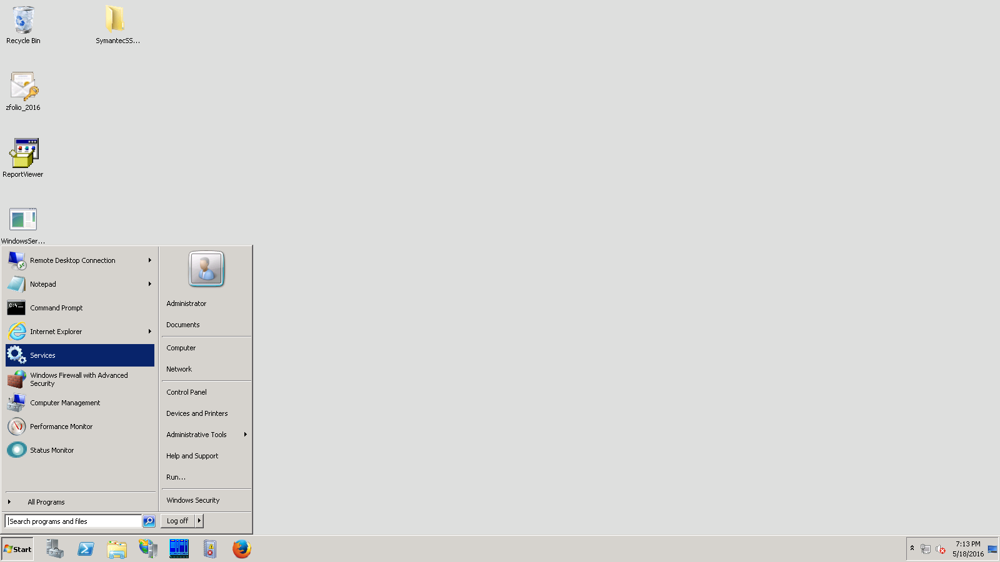 Recycle Bin
SymantecSS...
zfolio_2016
ReportViewer
WindowsSer...
Remote Desktop Connection
Notepad
Command Prompt
Internet Explorer
Services
Windows Firewall with Advanced
Security
Computer Management
Performance Monitor
Status Monitor
All Programs
Search programs and files
Administrator
Documents
Computer
Network
Control Panel
Devices and Printers
Administrative Tools
Help and Support
Run...
Windows Security
Log off
Start
7:13 PM
5/18/2016